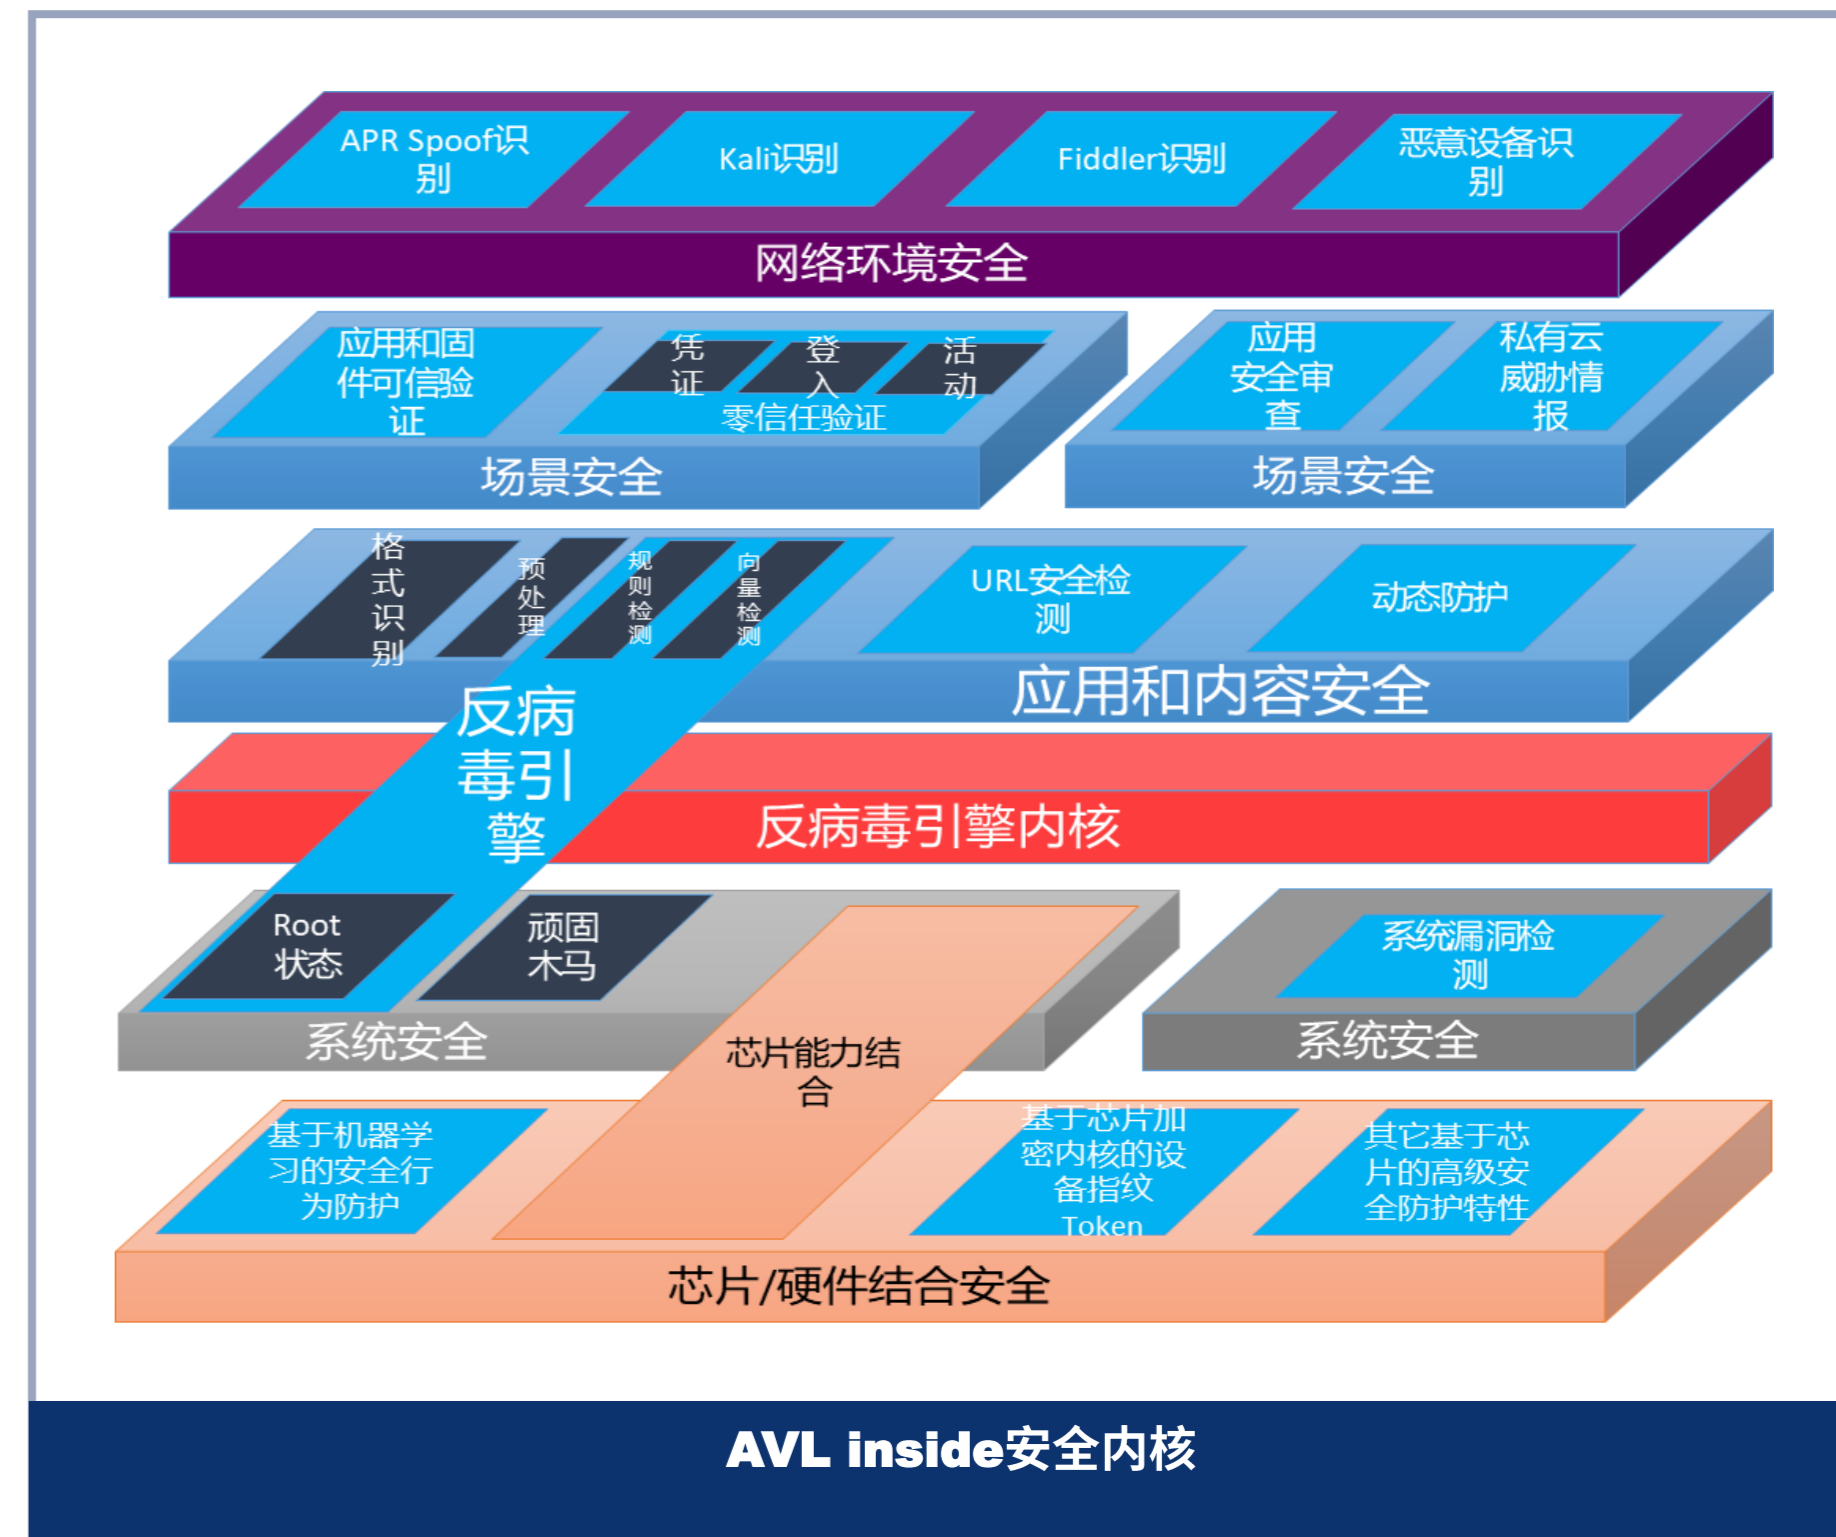 APR Spoof识
别
Kali识别
Fiddler识别
恶意设备识
别
网络环境安全
应用和固
件可信验
证
凭
证
登
入
活
动
零信任验证
场景安全
应用
安全审
查
私有云
威胁情
报
场景安全
格
式
识
别
预
处
理
规
则
检
测
向
量
检
测
URL安全检
测
动态防护
应用和内容安全
反病
毒引
擎
反病毒引擎内核
Root
状态
顽固
木马
系统安全
系统漏洞检
测
系统安全
芯片能力结
合
基于机器学
习的安全行
为防护
基于芯片加
密内核的设
备指纹
Token
其它基于芯
片的高级安
全防护特性
芯片/硬件结合安全
AVL inside安全内核